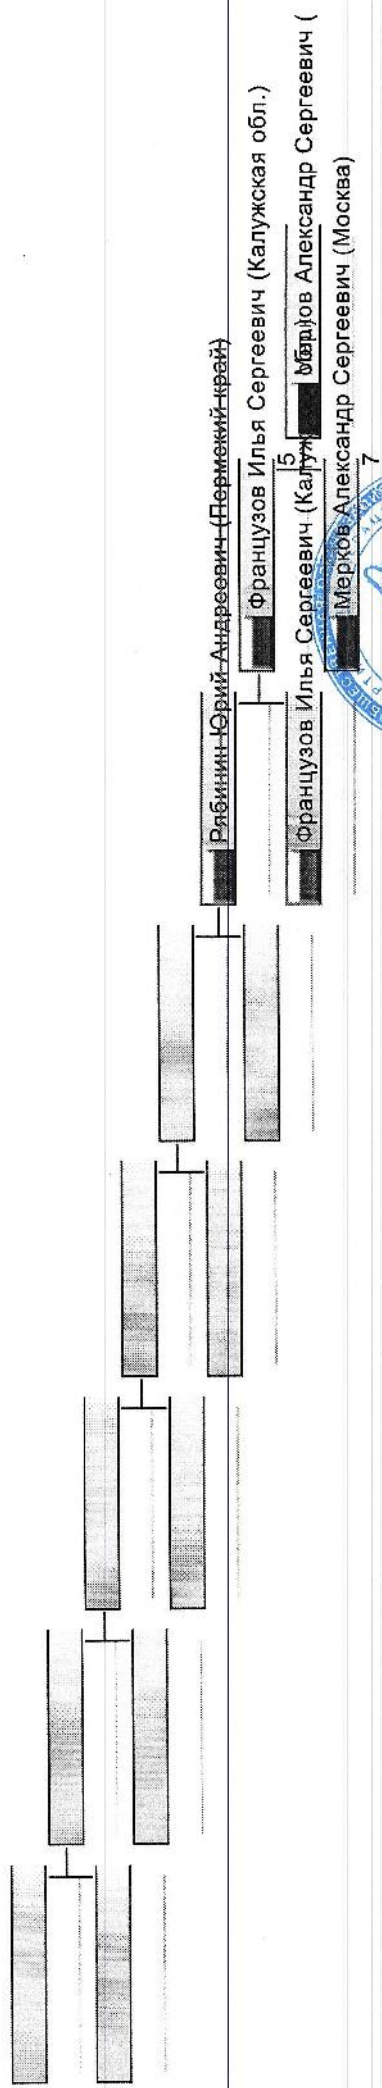 Рябинин Юрий Андреевич (Пермский край)
Французов Илья Сергеевич (Калужская обл.)
5
Французов Илья Сергеевич (Калуж
Мерков Александр Сергеевич (
Мерков Александр Сергеевич (Москва)
7